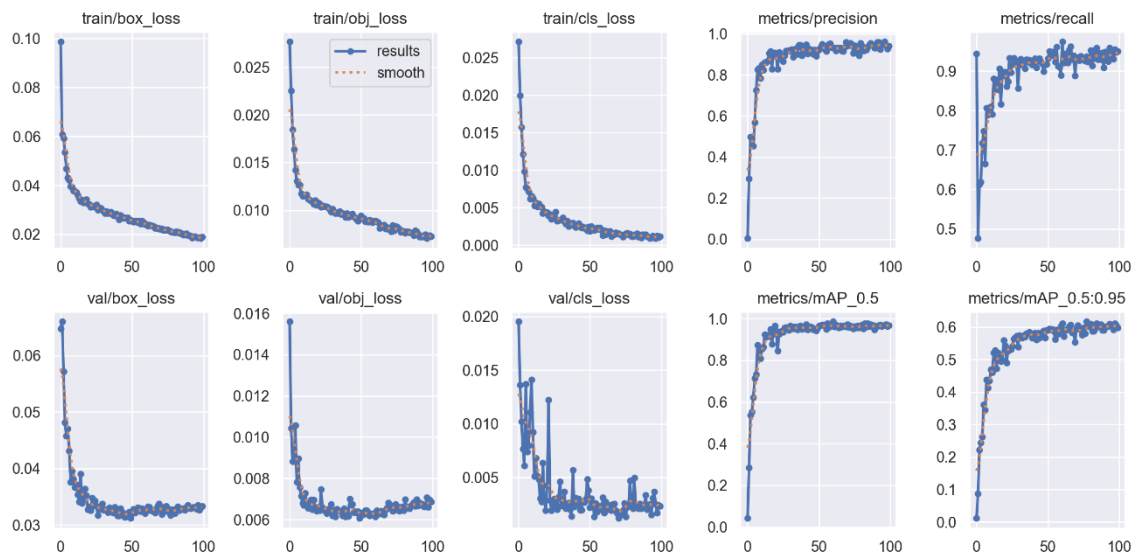 train/box_loss
train/obj_loss
train/cls_loss
metrics/precision
metrics/recall
0.10
0.08
0.06
0.04
0.02
0 50 100
results
smooth
0.025
0.020
0.015
0.010
0 50 100
0.025
0.020
0.015
0.010
0.005
0.000
0 50 100
1.0
0.8
0.6
0.4
0.2
0.0
0 50 100
0.9
0.8
0.7
0.6
0.5
0 50 100
val/box_loss
val/obj_loss
val/cls_loss
metrics/mAP_0.5
metrics/mAP_0.5:0.95
0.06
0.05
0.04
0.03
0 50 100
0.016
0.014
0.012
0.010
0.008
0.006
0 50 100
0.020
0.015
0.010
0.005
0 50 100
1.0
0.8
0.6
0.4
0.2
0.0
0 50 100
0.6
0.5
0.4
0.3
0.2
0.1
0.0
0 50 100